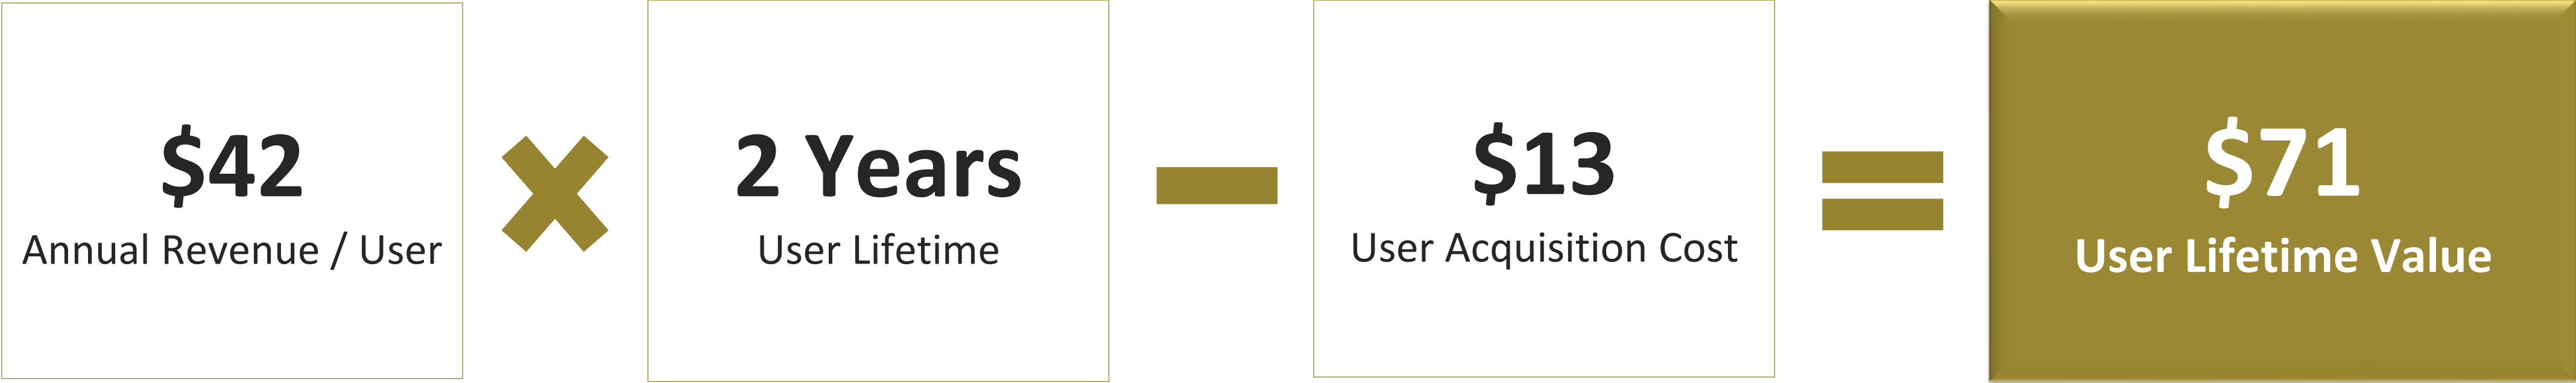 $42
Annual Revenue / User
2 Years
User Lifetime
$13
User Acquisition Cost
$71
User Lifetime Value